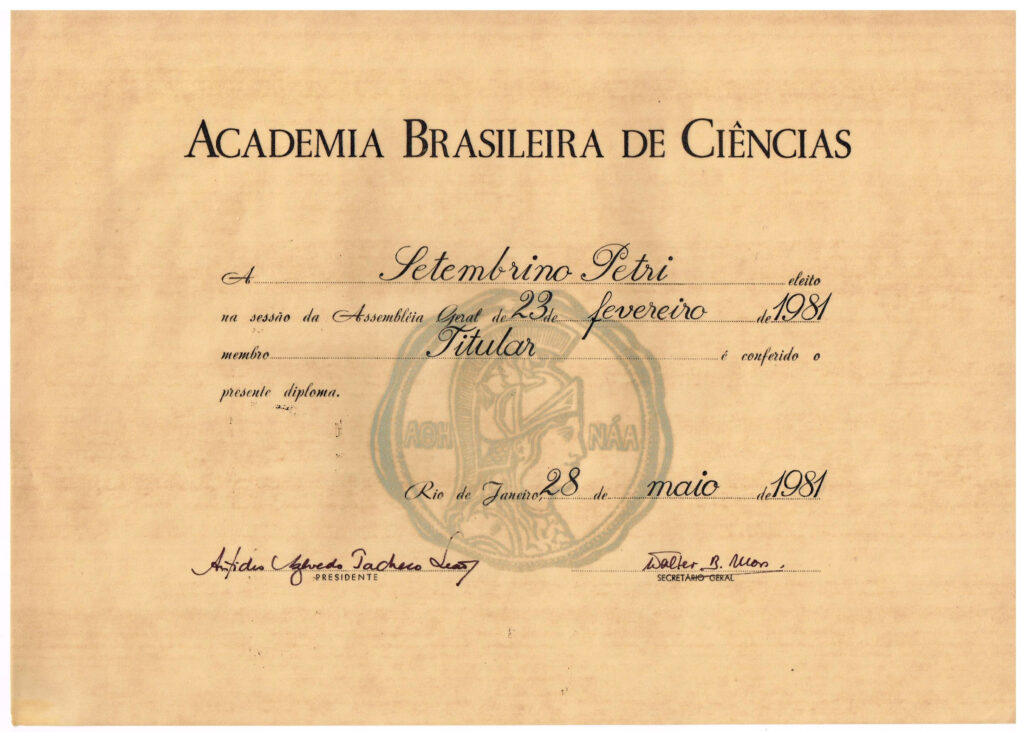 ACADEMIA BRASILEIRA DE CIÊNCIAS
A Setembrino Petri eleito
na sessão da Assembléia Geral de 23 de fevereiro de 1981
membro Titular é conferido o
presente diploma.
ΑΘΗ ΝÁΑ
Rio de Janeiro, 28 de maio de 1981
Aristides Azevedo Pacheco Leão
PRESIDENTE
Walter B. Mors.
SECRETÁRIO GERAL